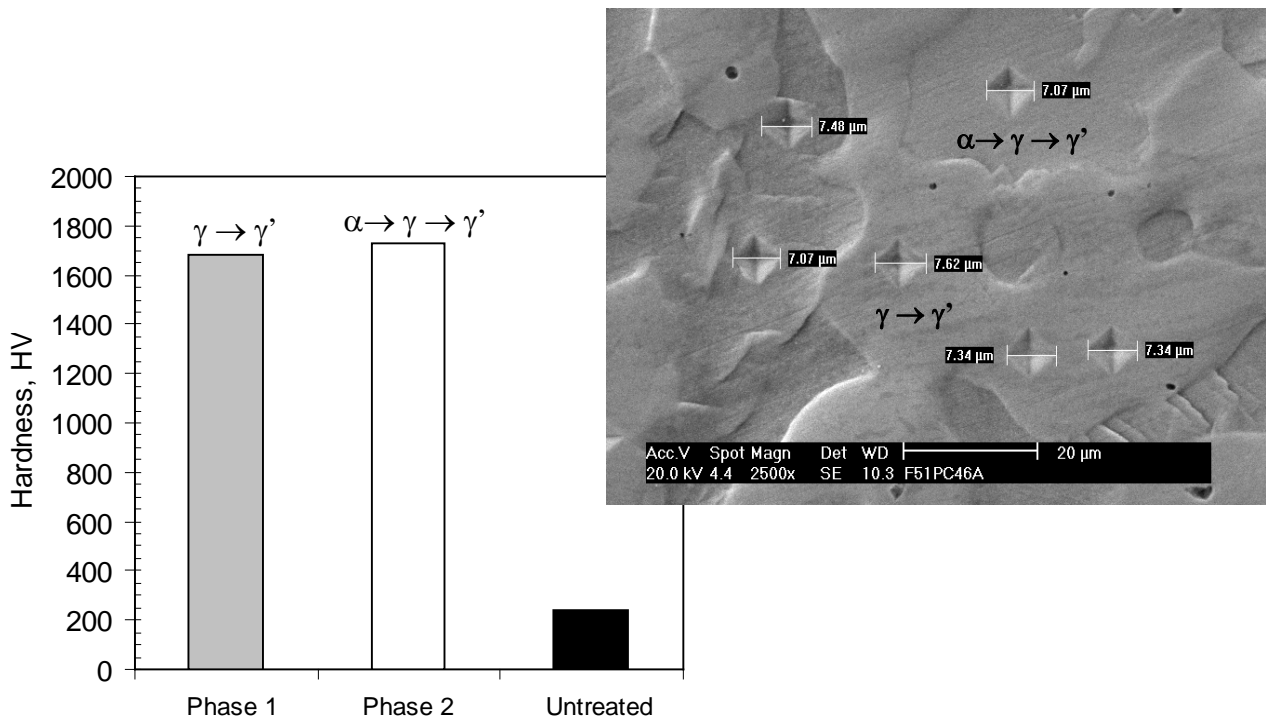 7.07 µm
7.48 µm
α→ γ → γ’
7.07 µm
7.62 µm
γ → γ’
7.34 µm
7.34 µm
Acc.V Spot Magn Det WD 20 µm
20.0 kV 4.4 2500x SE 10.3 F51PC46A
2000
1800
1600
1400
1200
1000
800
600
400
200
0
Hardness, HV
γ → γ’
α→ γ → γ’
Phase 1 Phase 2 Untreated